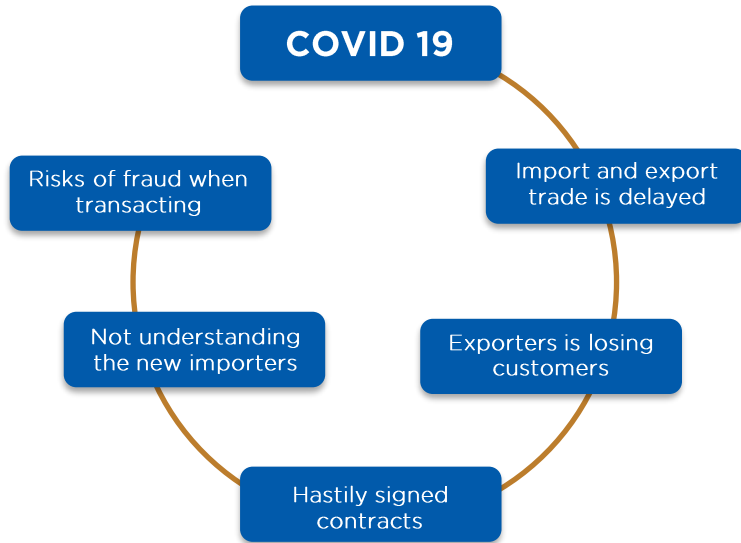 COVID 19
Import and export
trade is delayed
Exporters is losing
customers
Hastily signed
contracts
Not understanding
the new importers
Risks of fraud when
transacting